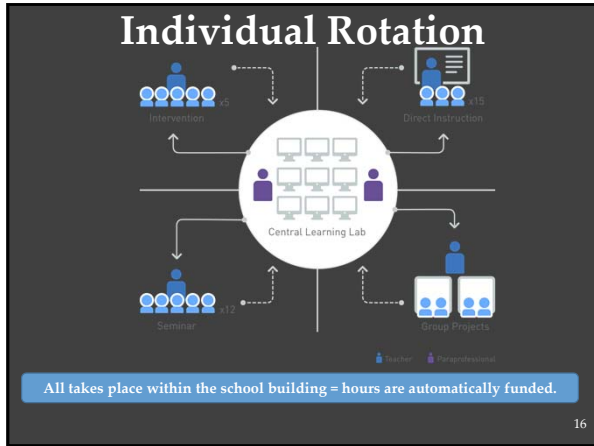 Individual Rotation
x5
Intervention
x15
Direct Instruction
Central Learning Lab
x12
Seminar
Group Projects
Teacher
Paraprofessional
All takes place within the school building = hours are automatically funded.
16